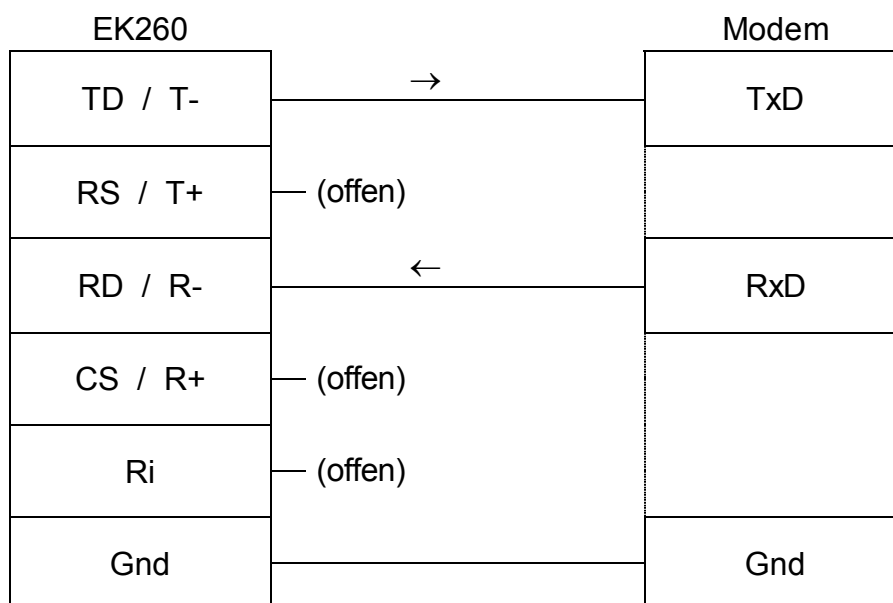 EK260 Modem
TD / T- → TxD
RS / T+ (offen)
RD / R- ← RxD
CS / R+ (offen)
Ri (offen)
Gnd Gnd